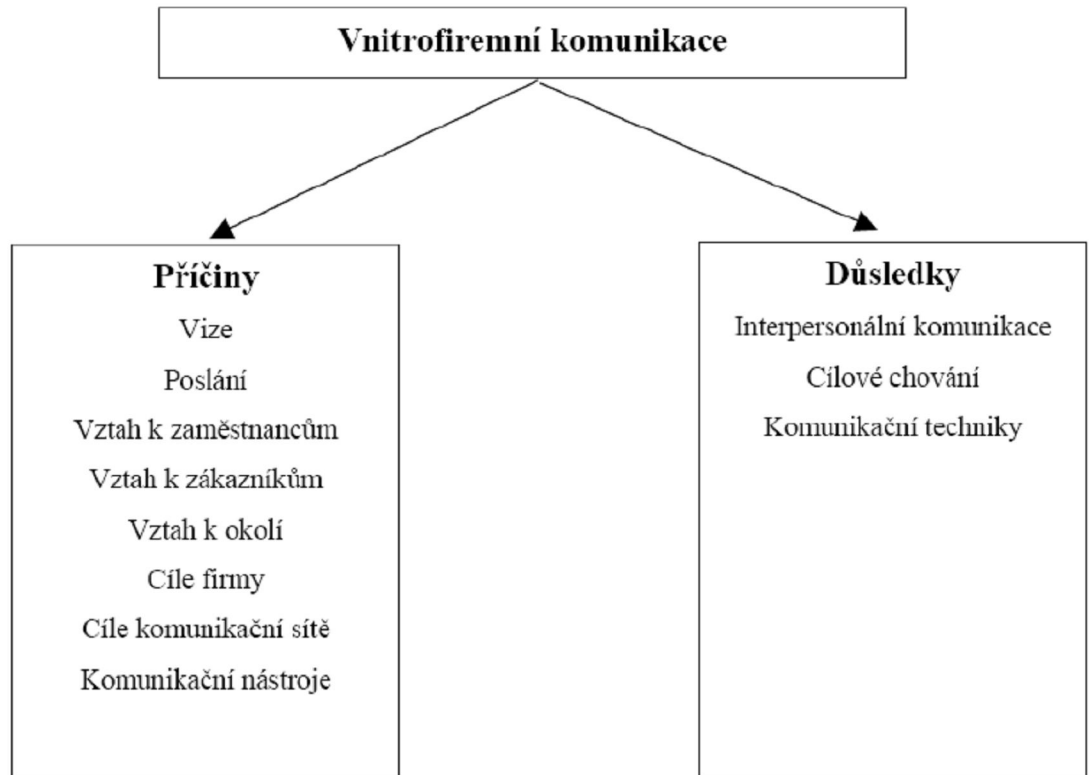 Vnitrofiremní komunikace
Příčiny
Vize
Poslání
Vztah k zaměstnancům
Vztah k zákazníkům
Vztah k okolí
Cíle firmy
Cíle komunikační sítě
Komunikační nástroje
Důsledky
Interpersonální komunikace
Cílové chování
Komunikační techniky